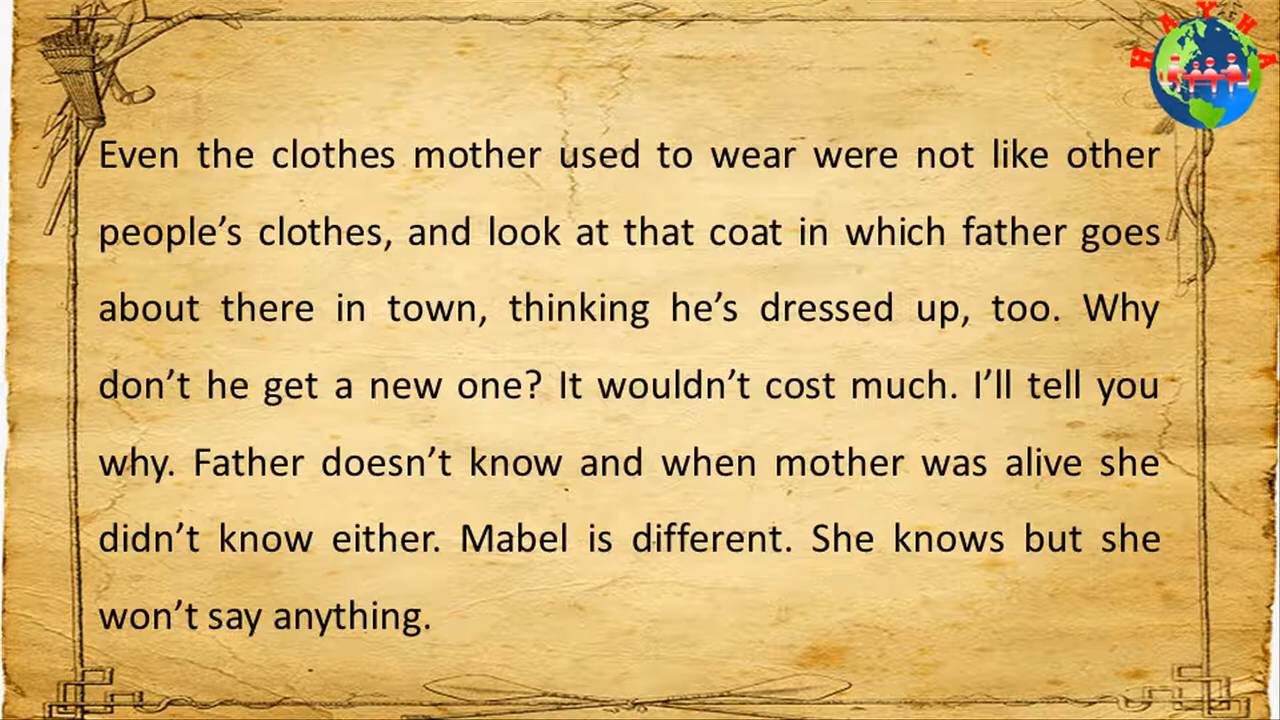 HAYHA
Even the clothes mother used to wear were not like other
people’s clothes, and look at that coat in which father goes
about there in town, thinking he’s dressed up, too. Why
don’t he get a new one? It wouldn’t cost much. I’ll tell you
why. Father doesn’t know and when mother was alive she
didn’t know either. Mabel is different. She knows but she
won’t say anything.